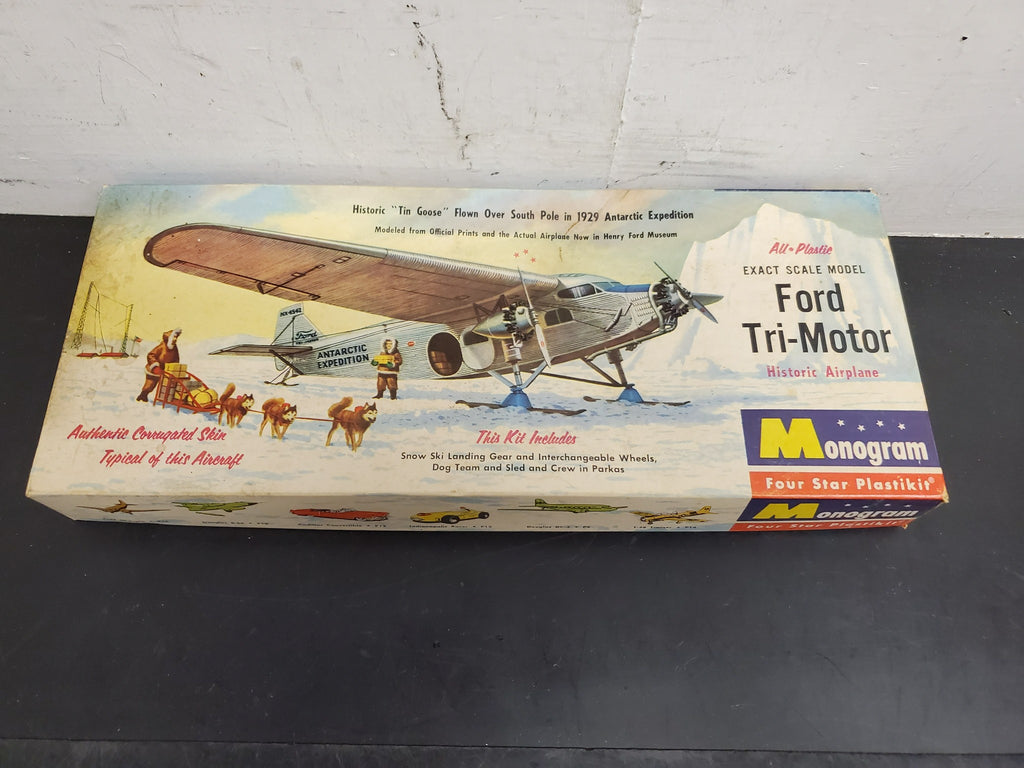 Historic "Tin Goose" Flown Over South Pole in 1929 Antarctic Expedition
Modeled from Official Prints and the Actual Airplane Now in Henry Ford Museum
All-Plastic
EXACT SCALE MODEL
Ford
Tri-Motor
Historic Airplane
NX-4542
Ford
ANTARCTIC
EXPEDITION
Authentic Corrugated Skin
Typical of this Aircraft
This Kit Includes
Snow Ski Landing Gear and Interchangeable Wheels,
Dog Team and Sled and Crew in Parkas
Monogram
Four Star Plastikit®
Monogram
Four Star Plastikit